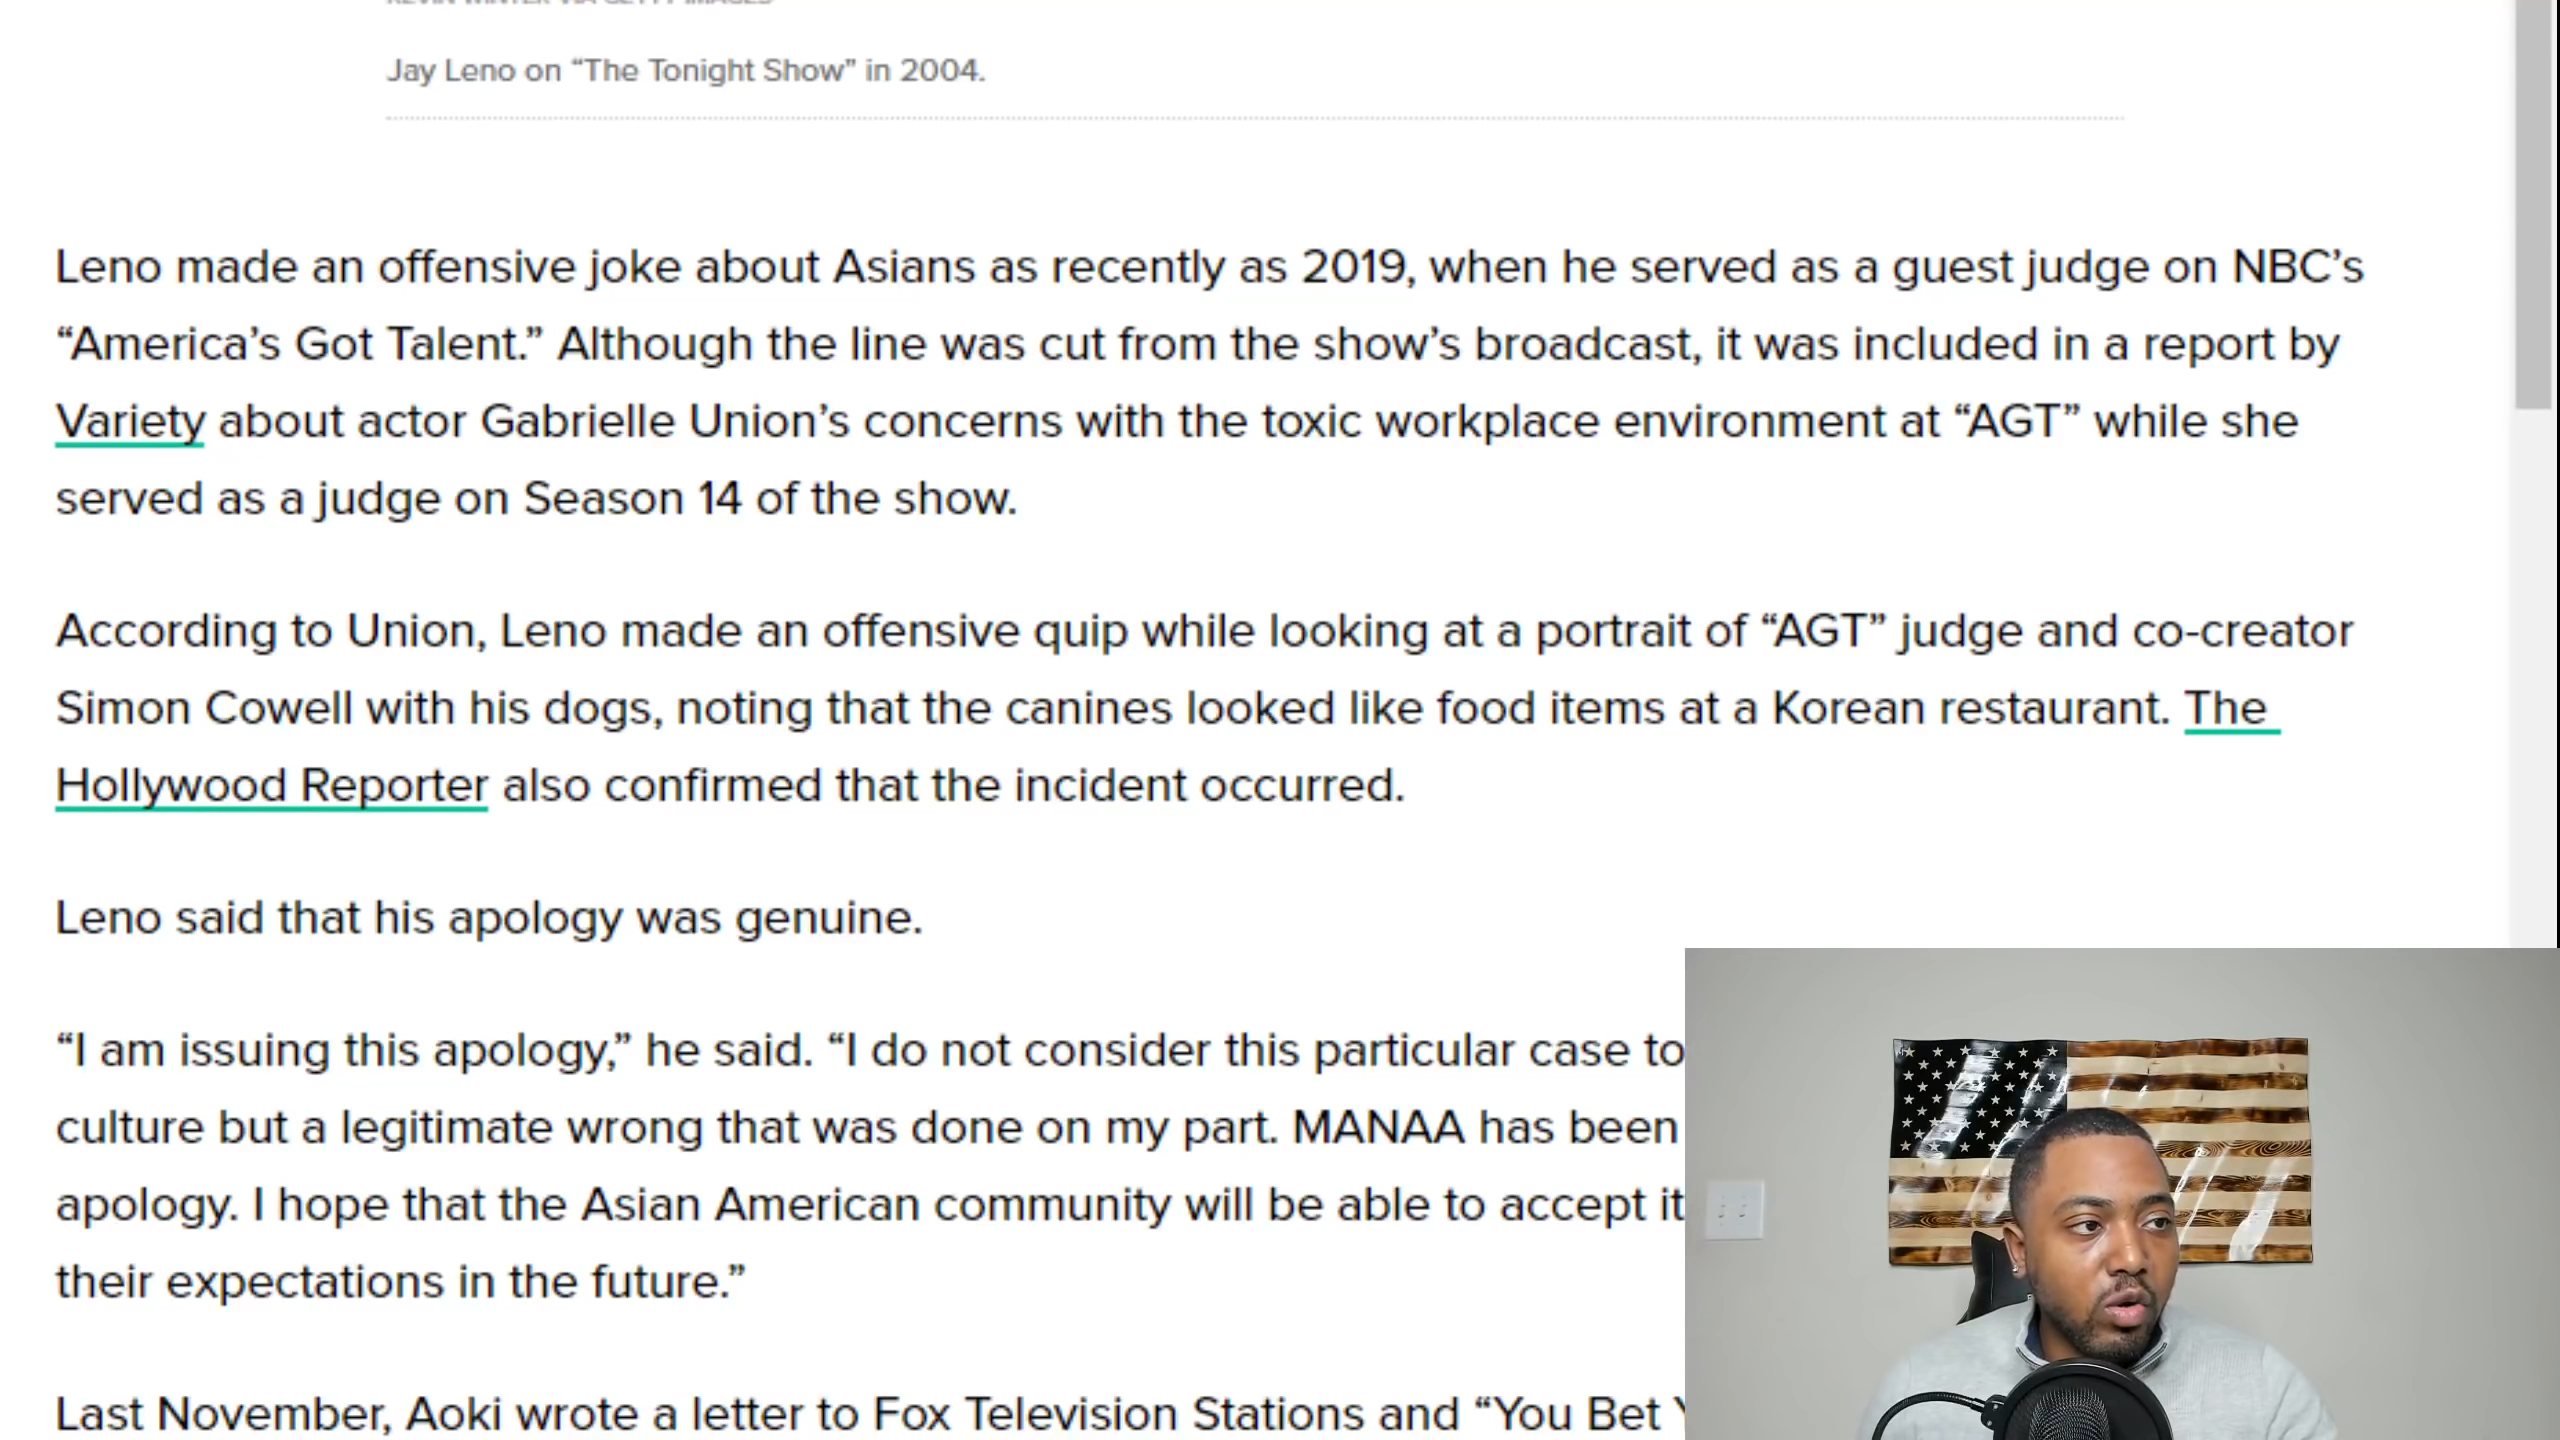 KEVIN WINTER VIA GETTY IMAGES
Jay Leno on “The Tonight Show” in 2004.
Leno made an offensive joke about Asians as recently as 2019, when he served as a guest judge on NBC’s
“America’s Got Talent.” Although the line was cut from the show’s broadcast, it was included in a report by
Variety about actor Gabrielle Union’s concerns with the toxic workplace environment at “AGT” while she
served as a judge on Season 14 of the show.
According to Union, Leno made an offensive quip while looking at a portrait of “AGT” judge and co-creator
Simon Cowell with his dogs, noting that the canines looked like food items at a Korean restaurant. The
Hollywood Reporter also confirmed that the incident occurred.
Leno said that his apology was genuine.
“I am issuing this apology,” he said. “I do not consider this particular case to
culture but a legitimate wrong that was done on my part. MANAA has been
apology. I hope that the Asian American community will be able to accept it
their expectations in the future.”
Last November, Aoki wrote a letter to Fox Television Stations and “You Bet